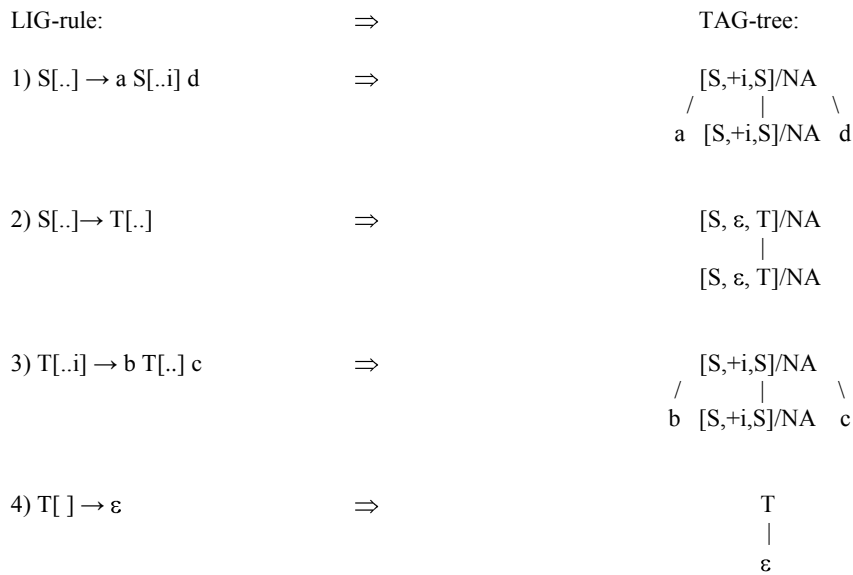 LIG-rule: ⇒ TAG-tree:
1) S[..] → a S[..i] d ⇒ [S,+i,S]/NA
/ | \
a [S,+i,S]/NA d
2) S[..]→ T[..] ⇒ [S, ε, T]/NA
|
[S, ε, T]/NA
3) T[..i] → b T[..] c ⇒ [S,+i,S]/NA
/ | \
b [S,+i,S]/NA c
4) T[ ] → ε ⇒ T
|
ε